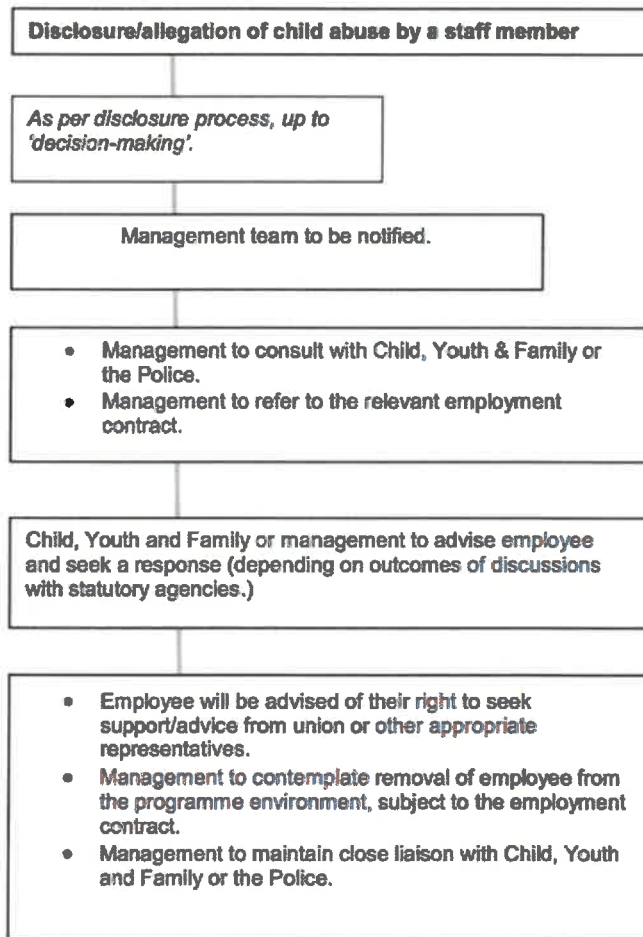 Disclosure/allegation of child abuse by a staff member
As per disclosure process, up to
'decision-making'.
Management team to be notified.
• Management to consult with Child, Youth & Family or
the Police.
• Management to refer to the relevant employment
contract.
Child, Youth and Family or management to advise employee
and seek a response (depending on outcomes of discussions
with statutory agencies.)
• Employee will be advised of their right to seek
support/advice from union or other appropriate
representatives.
• Management to contemplate removal of employee from
the programme environment, subject to the employment
contract.
• Management to maintain close liaison with Child, Youth
and Family or the Police.